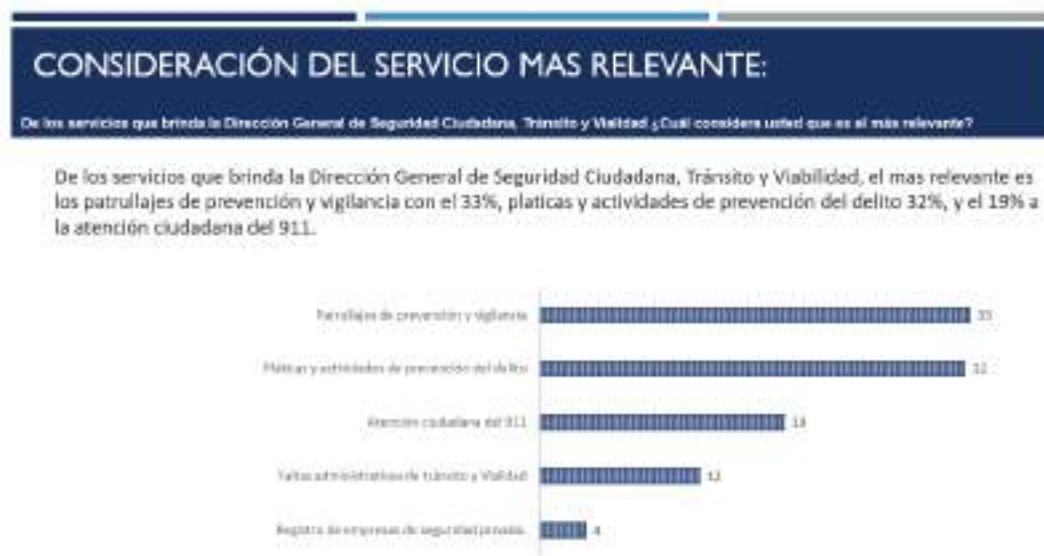 CONSIDERACIÓN DEL SERVICIO MAS RELEVANTE:
De los servicios que brinda la Dirección General de Seguridad Ciudadana, Tránsito y Vialidad ¿Cuál considera usted que es el más relevante?
De los servicios que brinda la Dirección General de Seguridad Ciudadana, Tránsito y Viabilidad, el mas relevante es
los patrullajes de prevención y vigilancia con el 33%, platicas y actividades de prevención del delito 32%, y el 19% a
la atención ciudadana del 911.
Patrullajes de prevención y vigilancia 33
Pláticas y actividades de prevención del delito 32
Atención ciudadana del 911 19
Faltas administrativas de tránsito y Vialidad 12
Registro de empresas de seguridad privada. 4